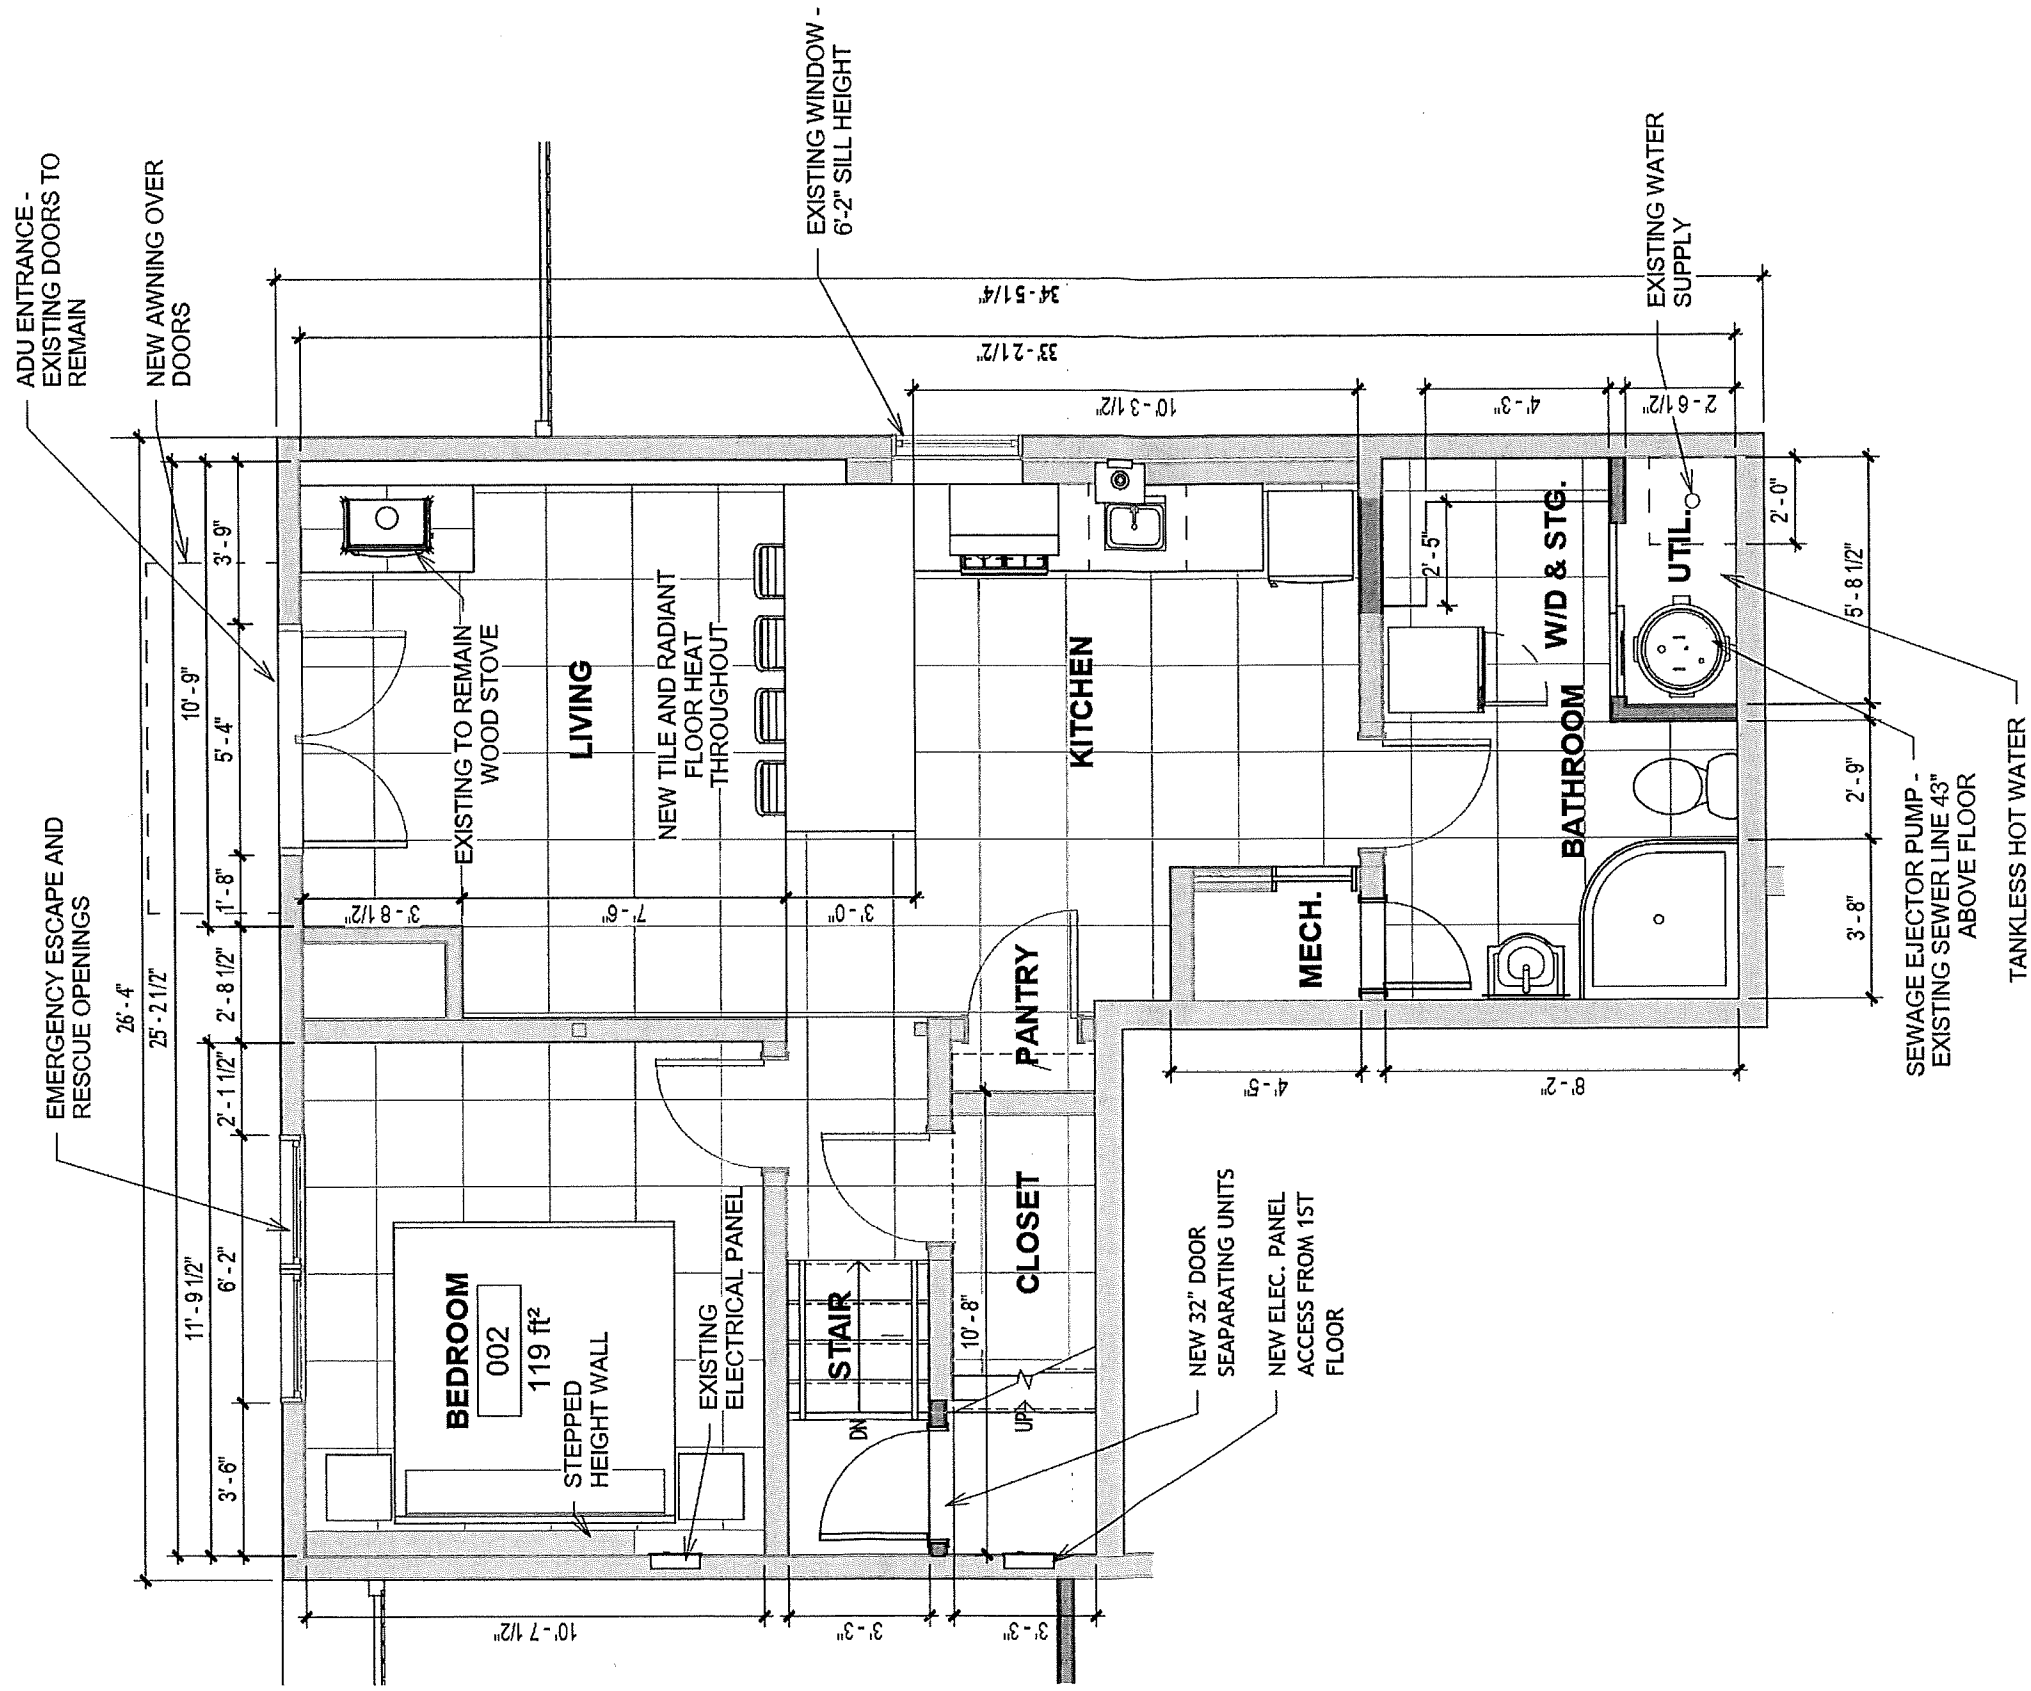 ADU ENTRANCE -
EXISTING DOORS TO
REMAIN
NEW AWNING OVER
DOORS
EMERGENCY ESCAPE AND
RESCUE OPENINGS
EXISTING WINDOW -
6'-2" SILL HEIGHT
EXISTING WATER
SUPPLY
26' - 4"
25' - 2 1/2"
10' - 9"
11' - 9 1/2"
3' - 9"
5' - 4"
1' - 8"
2' - 8 1/2"
2' - 1 1/2"
6' - 2"
3' - 6"
34' - 5 1/4"
33' - 2 1/2"
10' - 3 1/2"
4' - 3"
2' - 6 1/2"
EXISTING TO REMAIN
WOOD STOVE
LIVING
NEW TILE AND RADIANT
FLOOR HEAT
THROUGHOUT
3' - 8 1/2"
7' - 6"
3' - 0"
KITCHEN
PANTRY
MECH.
BATHROOM
W/D & STG.
2' - 5"
UTIL.
2' - 0"
5' - 8 1/2"
2' - 9"
3' - 8"
4' - 5"
8' - 2"
BEDROOM
002
119 ft²
STEPPED
HEIGHT WALL
EXISTING
ELECTRICAL PANEL
STAIR
DN
CLOSET
10' - 8"
UP
10' - 7 1/2"
3' - 3"
3' - 3"
NEW 32" DOOR
SEAPARATING UNITS
NEW ELEC. PANEL
ACCESS FROM 1ST
FLOOR
SEWAGE EJECTOR PUMP -
EXISTING SEWER LINE 43"
ABOVE FLOOR
TANKLESS HOT WATER